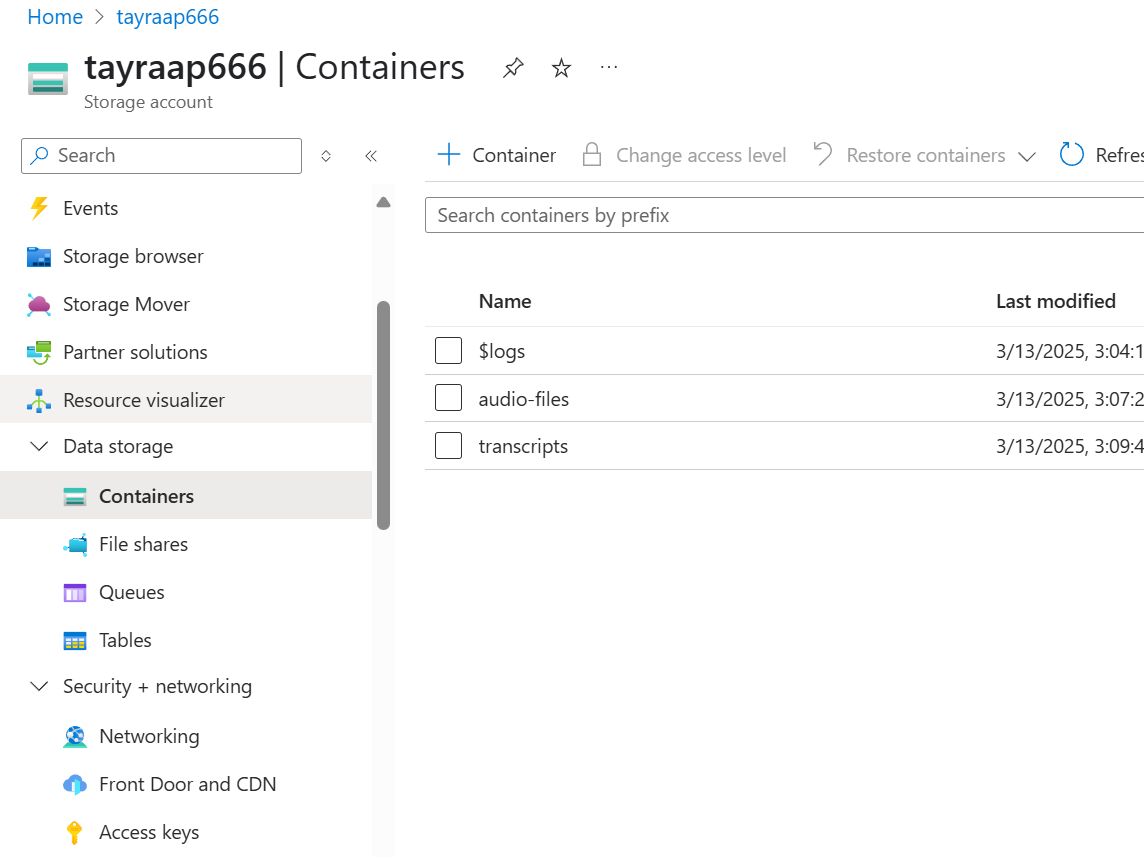 Home > tayraap666
tayraap666 | Containers
Storage account
Search
Container
Change access level
Restore containers
Events
Storage browser
Storage Mover
Partner solutions
Resource visualizer
Data storage
Containers
File shares
Queues
Tables
Security + networking
Networking
Front Door and CDN
Access keys
Search containers by prefix
Name Last modified
$logs 3/13/2025, 3:04:1
audio-files 3/13/2025, 3:07:2
transcripts 3/13/2025, 3:09:4